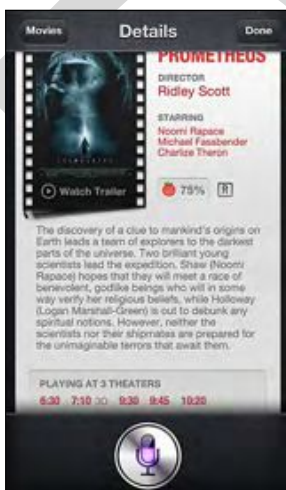 Movies Details Done
PROMETHEUS
DIRECTOR
Ridley Scott
STARRING
Noomi Rapace
Michael Fassbender
Charlize Theron
Watch Trailer
75% R
The discovery of a clue to mankind's origins on
Earth leads a team of explorers to the darkest
parts of the universe. Two brilliant young
scientists lead the expedition. Shaw (Noomi
Rapace) hopes that they will meet a race of
benevolent, godlike beings who will in some
way verify her religious beliefs, while Holloway
(Logan Marshall-Green) is out to debunk any
spiritual notions. However, neither the
scientists nor their shipmates are prepared for
the unimaginable terrors that await them.
PLAYING AT 3 THEATERS
6:30 7:10 3D 9:30 9:45 10:20